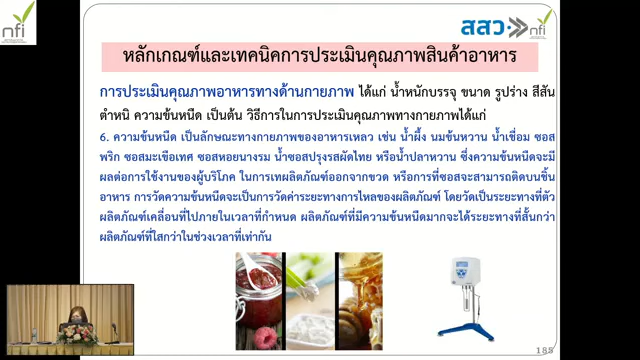 nfi
สสว
nfi
หลักเกณฑ์และเทคนิคการประเมินคุณภาพสินค้าอาหาร
การประเมินคุณภาพอาหารทางด้านกายภาพ ได้แก่ น้ำหนักบรรจุ ขนาด รูปร่าง สีสัน
ตำหนิ ความข้นหนืด เป็นต้น วิธีการในการประเมินคุณภาพทางกายภาพได้แก่
6. ความข้นหนืด เป็นลักษณะทางกายภาพของอาหารเหลว เช่น น้ำผึ้ง นมข้นหวาน น้ำเชื่อม ซอส
พริก ซอสมะเขือเทศ ซอสหอยนางรม น้ำซอสปรุงรสผัดไทย หรือน้ำปลาหวาน ซึ่งความข้นหนืดจะมี
ผลต่อการใช้งานของผู้บริโภค ในการเทผลิตภัณฑ์ออกจากขวด หรือการที่ซอสจะสามารถติดบนชิ้น
อาหาร การวัดความข้นหนืดจะเป็นการวัดค่าระยะทางการไหลของผลิตภัณฑ์ โดยวัดเป็นระยะทางที่ตัว
ผลิตภัณฑ์เคลื่อนที่ไปภายในเวลาที่กำหนด ผลิตภัณฑ์ที่มีความข้นหนืดมากจะได้ระยะทางที่สั้นกว่า
ผลิตภัณฑ์ที่ใสกว่าในช่วงเวลาที่เท่ากัน
185
nfi